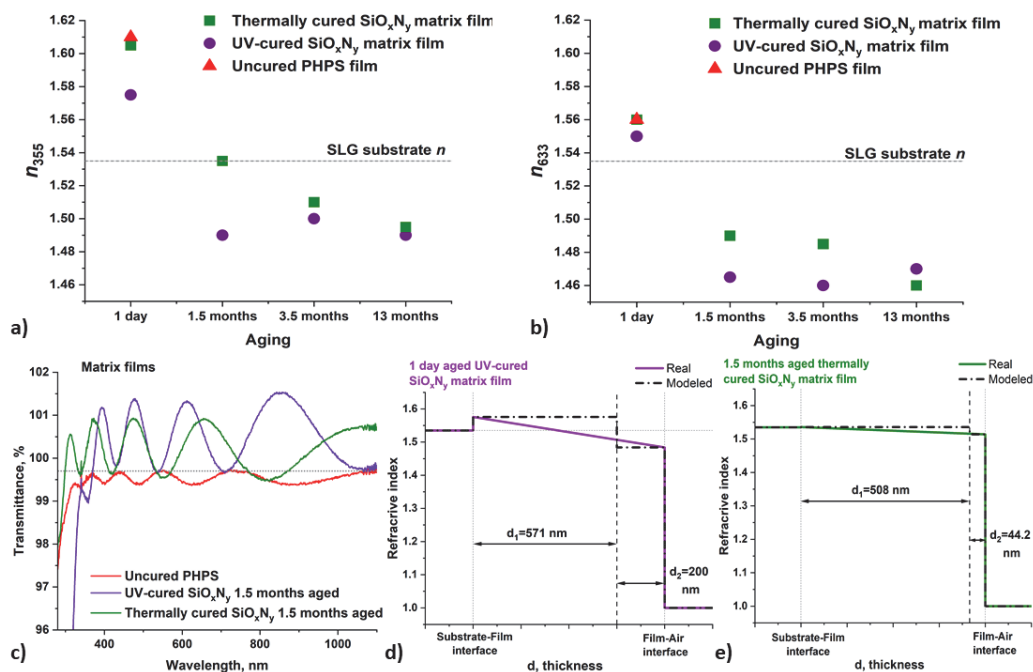 1.62
1.60
1.58
1.56
1.54
1.52
1.50
1.48
1.46
n355
Thermally cured SiOxNy matrix film
UV-cured SiOxNy matrix film
Uncured PHPS film
SLG substrate n
1 day
1.5 months
3.5 months
13 months
Aging
a)
1.62
1.60
1.58
1.56
1.54
1.52
1.50
1.48
1.46
n633
Thermally cured SiOxNy matrix film
UV-cured SiOxNy matrix film
Uncured PHPS film
SLG substrate n
1 day
1.5 months
3.5 months
13 months
Aging
b)
102
101
100
99
98
97
96
Transmittance, %
Matrix films
Uncured PHPS
UV-cured SiOxNy 1.5 months aged
Thermally cured SiOxNy 1.5 months aged
400
600
800
1000
Wavelength, nm
c)
1 day aged UV-cured
SiOxNy matrix film
Real
Modeled
1.6
1.5
1.4
1.3
1.2
1.1
1.0
Refracrive index
d1=571 nm
d2=200
nm
Substrate-Film
interface
Film-Air
interface
d, thickness
d)
1.5 months aged thermally
cured SiOxNy matrix film
Real
Modeled
1.6
1.5
1.4
1.3
1.2
1.1
1.0
Refracrive index
d1=508 nm
d2=44.2
nm
Substrate-Film
interface
Film-Air
interface
d, thickness
e)